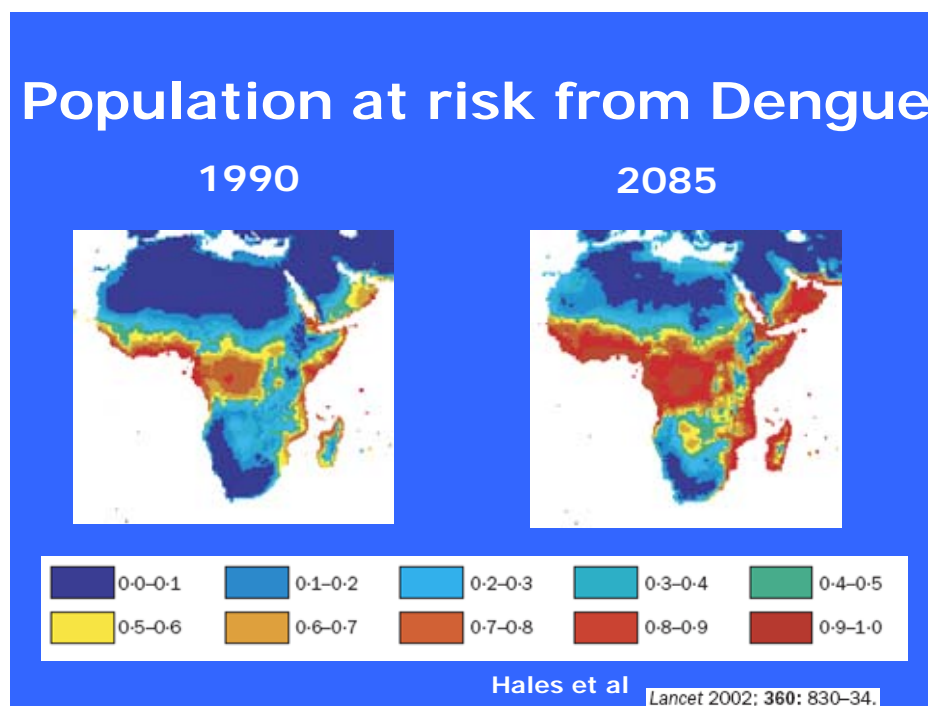 Population at risk from Dengue
1990 2085
0·0–0·1 0·1–0·2 0·2–0·3 0·3–0·4 0·4–0·5
0·5–0·6 0·6–0·7 0·7–0·8 0·8–0·9 0·9–1·0
Hales et al
Lancet 2002; 360: 830–34.